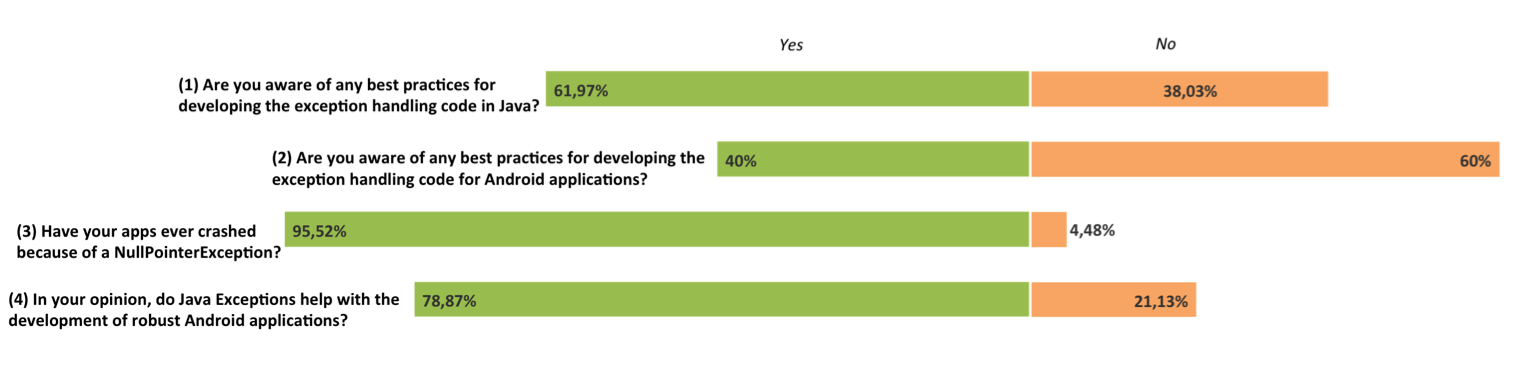 Yes No
(1) Are you aware of any best practices for
developing the exception handling code in Java?
61,97% 38,03%
(2) Are you aware of any best practices for developing the
exception handling code for Android applications?
40% 60%
(3) Have your apps ever crashed
because of a NullPointerException?
95,52% 4,48%
(4) In your opinion, do Java Exceptions help with the
development of robust Android applications?
78,87% 21,13%